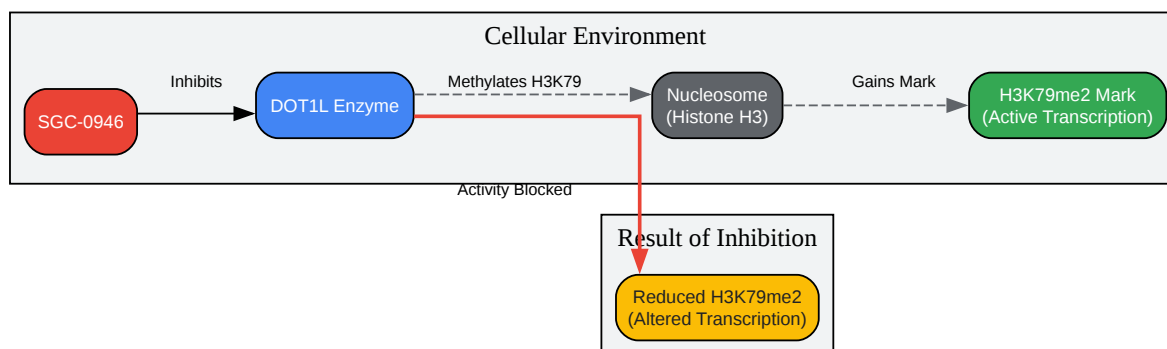 Cellular Environment
Inhibits
Methylates H3K79
Gains Mark
SGC-0946
DOT1L Enzyme
Nucleosome
(Histone H3)
H3K79me2 Mark
(Active Transcription)
Activity Blocked
Result of Inhibition
Reduced H3K79me2
(Altered Transcription)